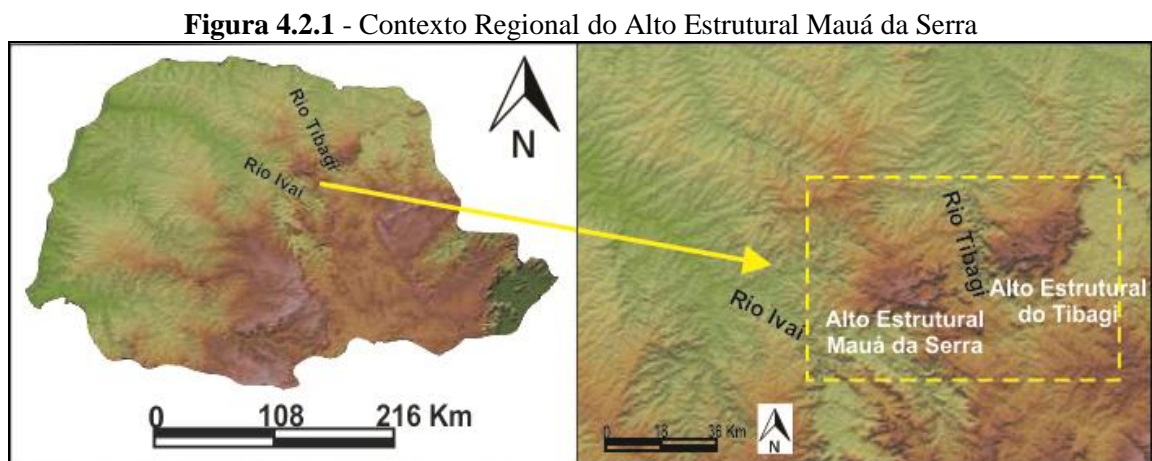 Figura 4.2.1 - Contexto Regional do Alto Estrutural Mauá da Serra
Rio Tibagi
Rio Ivaí
N
0 108 216 Km
Rio Tibagi
Rio Ivaí
Alto Estrutural
do Tibagi
Alto Estrutural
Mauá da Serra
0 18 36 Km
N